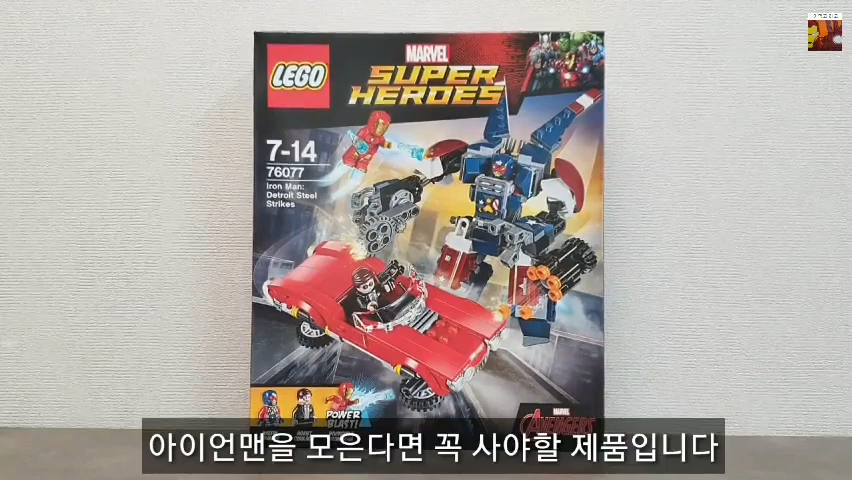 LEGO
MARVEL
SUPER
HEROES
7-14
76077
Iron Man:
Detroit Steel
Strikes
POWER
BLAST!
MARVEL
AVENGERS
아이언맨을 모은다면 꼭 사야할 제품입니다